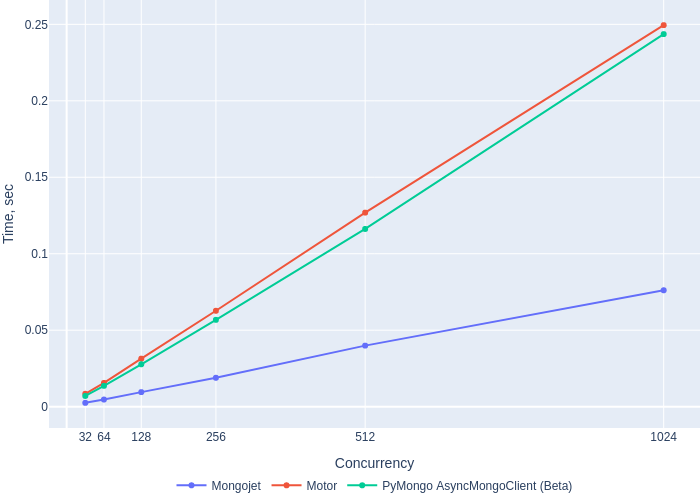 0.25
0.2
0.15
0.1
0.05
0
Time, sec
32 64 128 256 512 1024
Concurrency
Mongojet Motor PyMongo AsyncMongoClient (Beta)